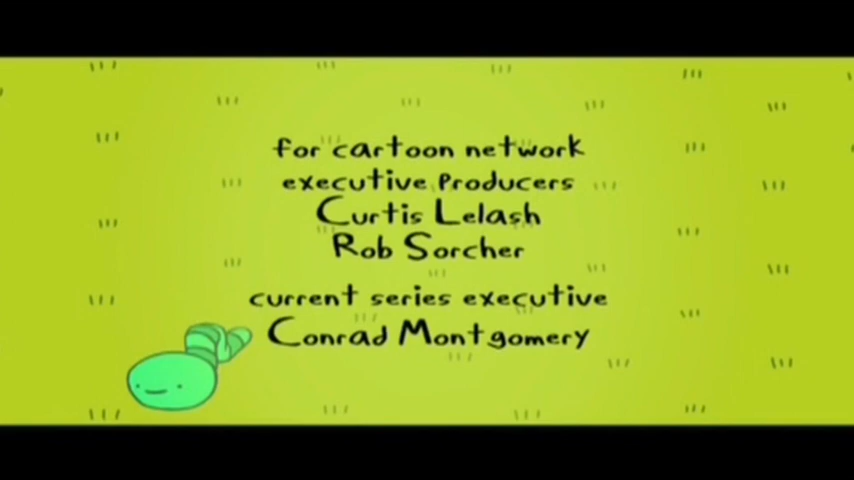 for cartoon network
executive Producers
Curtis Lelash
Rob Sorcher
current series executive
Conrad Montgomery